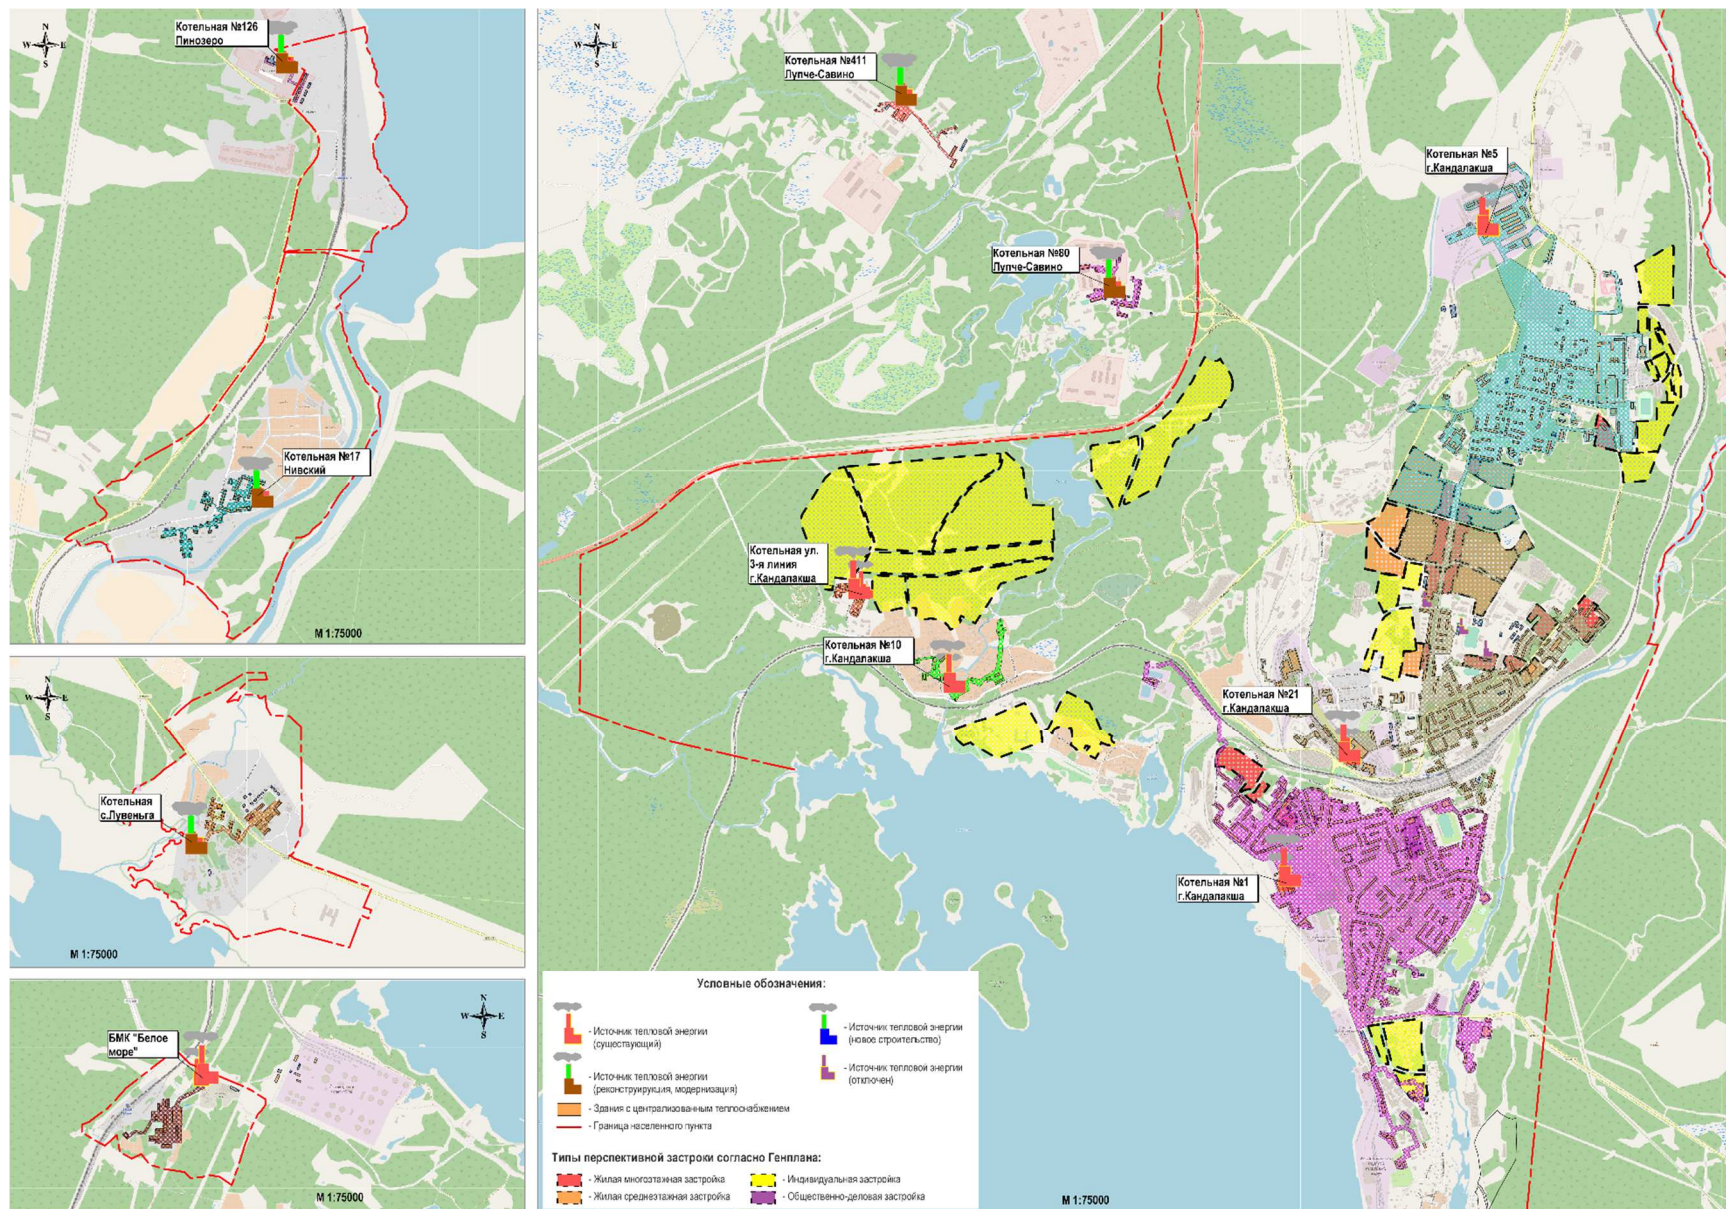 N
W E
S
Котельная №126
Пинозеро
Котельная №17
Нивский
М 1:75000
N
W E
S
Котельная
с.Лувеньга
М 1:75000
N
W E
S
БМК "Белое
море"
М 1:75000
N
W E
S
Котельная №411
Лупче-Савино
Котельная №5
г.Кандалакша
Котельная №80
Лупче-Савино
Котельная ул.
3-я линия
г.Кандалакша
Котельная №10
г.Кандалакша
Котельная №21
г.Кандалакша
Котельная №1
г.Кандалакша
Условные обозначения:
- Источник тепловой энергии
(существующий)
- Источник тепловой энергии
(новое строительство)
- Источник тепловой энергии
(реконструирукция, модернизация)
- Источник тепловой энергии
(отключен)
- Здания с централизованным теплоснабжением
- Граница населенного пункта
Типы перспективной застроки согласно Генплана:
- Жилая многоэтажная застройка
- Индивидуальная застройка
- Жилая среднеэтажная застройка
- Общественно-деловая застройка
М 1:75000